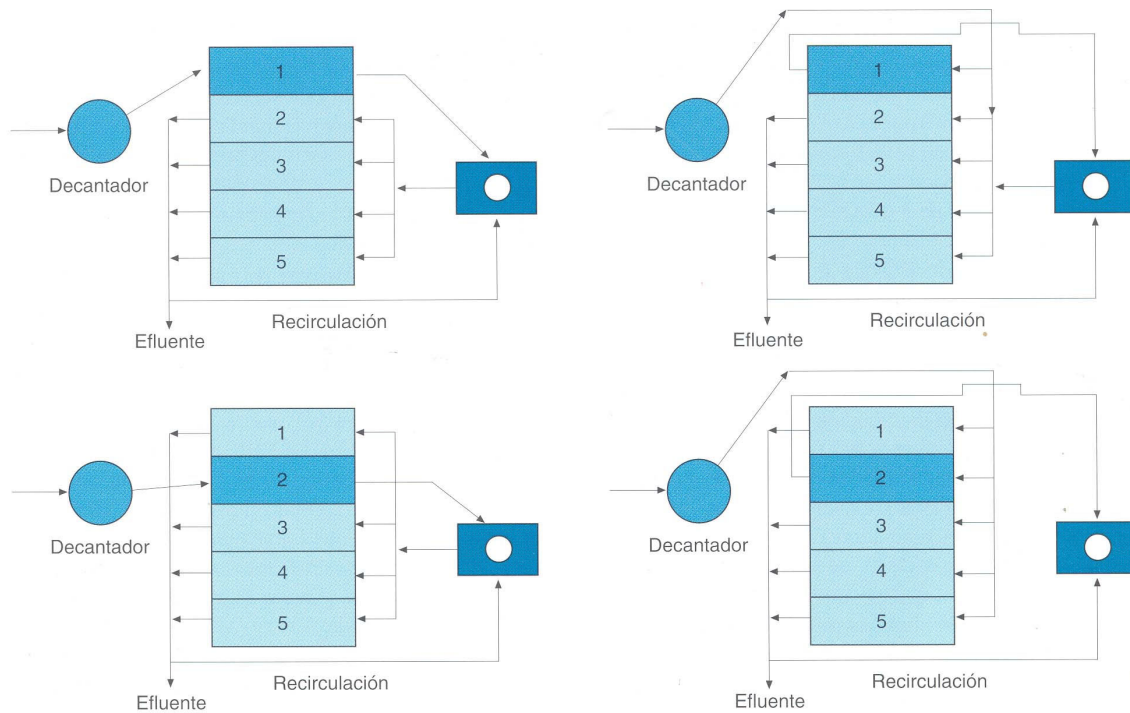 1
2
3
4
5
Decantador
Efluente
Recirculación
1
2
3
4
5
Decantador
Efluente
Recirculación
1
2
3
4
5
Decantador
Efluente
Recirculación
1
2
3
4
5
Decantador
Efluente
Recirculación